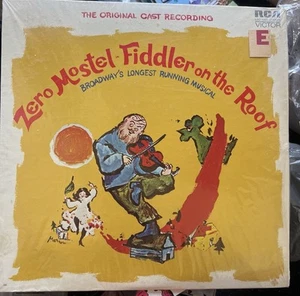 THE ORIGINAL CAST RECORDING
RCA
VICTOR
E
Zero Mostel·Fiddler on the Roof
BROADWAY'S LONGEST RUNNING MUSICAL